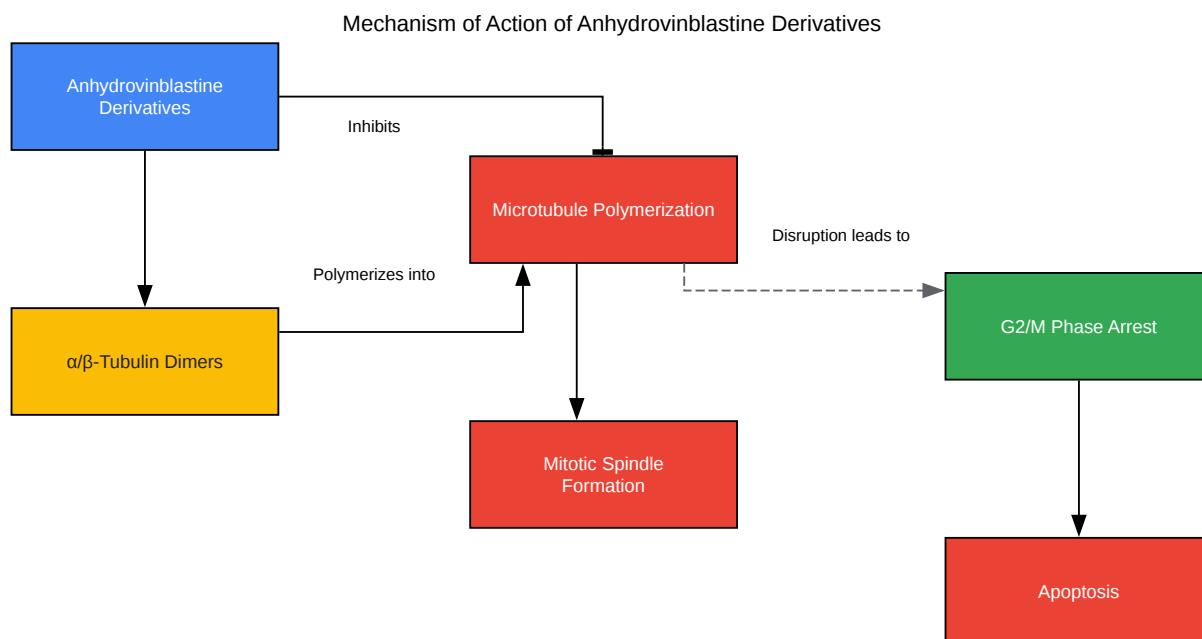 Mechanism of Action of Anhydrovinblastine Derivatives
Anhydrovinblastine
Derivatives
Inhibits
Microtubule Polymerization
Disruption leads to
Polymerizes into
α/β-Tubulin Dimers
G2/M Phase Arrest
Mitotic Spindle
Formation
Apoptosis